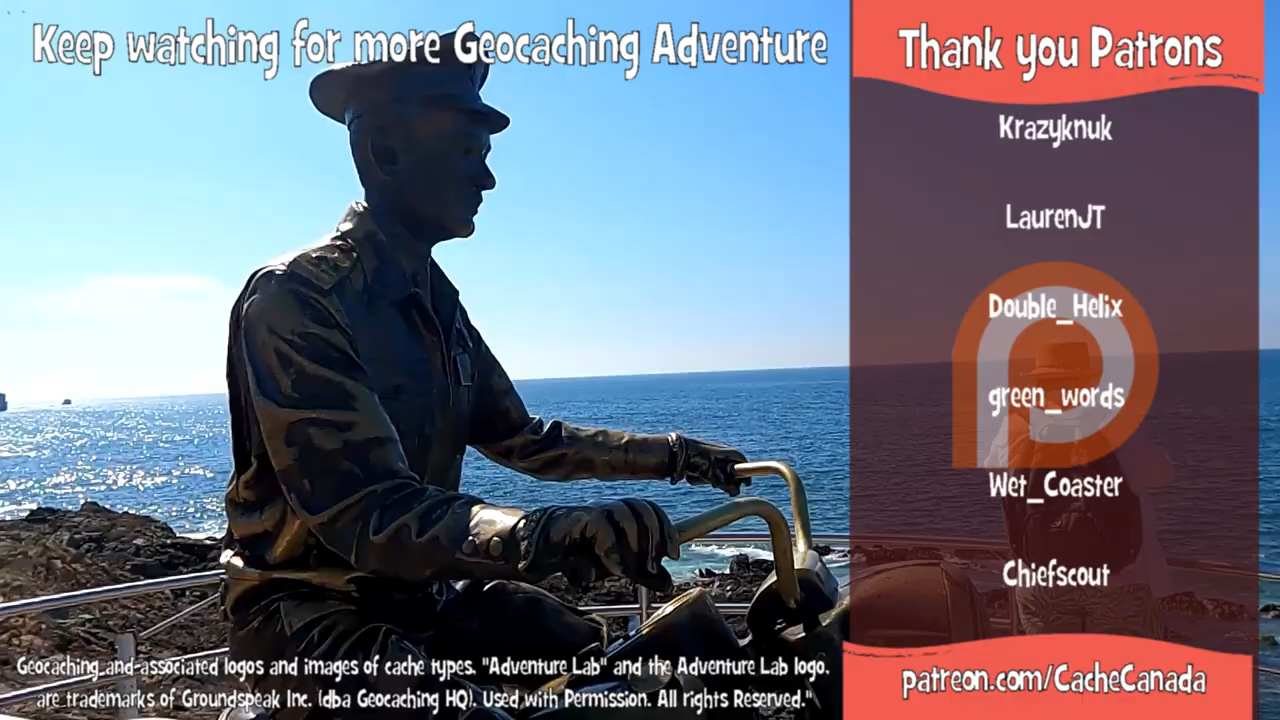 Keep watching for more Geocaching Adventure
Thank you Patrons
Krazyknuk
LaurenJT
Double_Helix
green_words
Wet_Coaster
Chiefscout
Geocaching and associated logos and images of cache types. "Adventure Lab" and the Adventure Lab logo.
are trademarks of Groundspeak Inc. (dba Geocaching HQ). Used with Permission. All rights Reserved."
patreon.com/CacheCanada